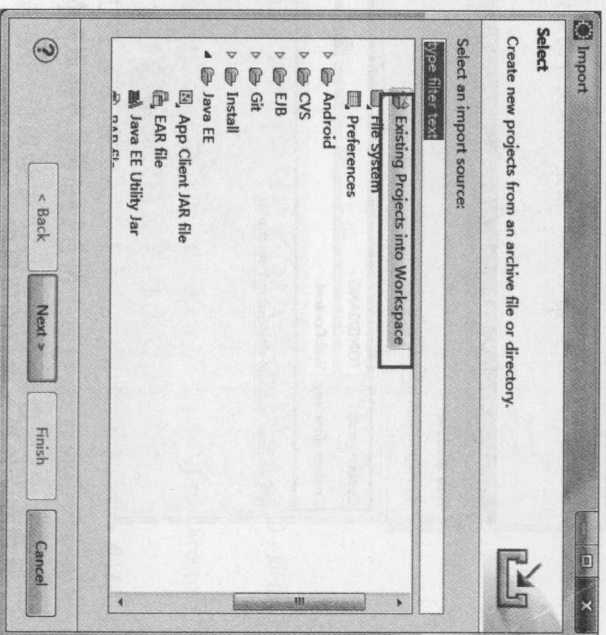 Import
Select
Create new projects from an archive file or directory.
Select an import source:
type filter text
Existing Projects into Workspace
File System
Preferences
Android
CVS
EJB
Git
Install
Java EE
App Client JAR file
EAR file
Java EE Utility Jar
RAR file
< Back
Next >
Finish
Cancel